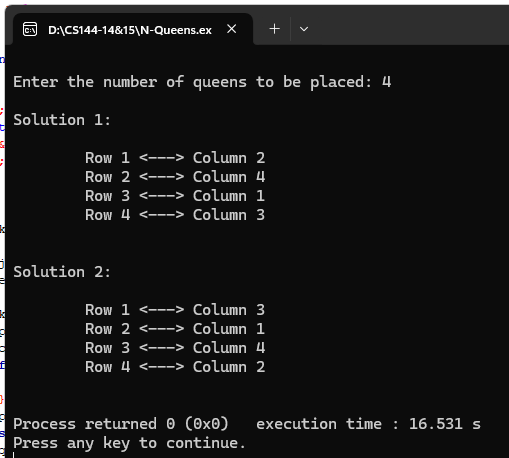 D:\CS144-14&15\N-Queens.ex
Enter the number of queens to be placed: 4
Solution 1:
Row 1 <---> Column 2
Row 2 <---> Column 4
Row 3 <---> Column 1
Row 4 <---> Column 3
Solution 2:
Row 1 <---> Column 3
Row 2 <---> Column 1
Row 3 <---> Column 4
Row 4 <---> Column 2
Process returned 0 (0x0)   execution time : 16.531 s
Press any key to continue.